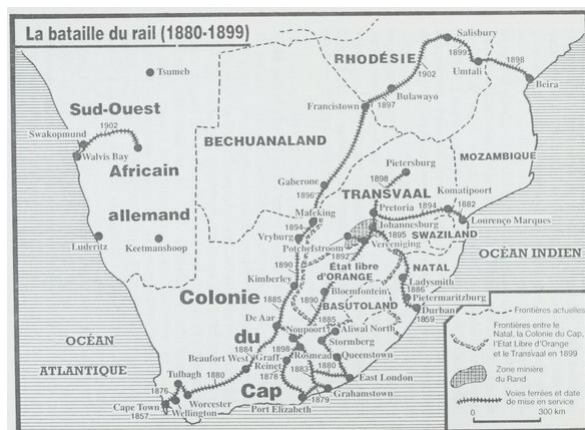 La bataille du rail (1880-1899)
Salisbury
1899
1898
Umtali
RHODÉSIE
1902
Beira
Bulawayo
Francistown
1897
Tsumeb
Sud-Ouest
1902
Swakopmund
Walvis Bay
Africain
BECHUANALAND
MOZAMBIQUE
Pietersburg
Gaberone
1896
1898
TRANSVAAL
Komatipoort
allemand
Pretoria
1894
1882
Mafeking
1894
Johannesburg
1895
Lourenço Marques
SWAZILAND
Luderitz
Keetmanshoop
Vryburg
Potchefstroom
Vereeniging
1892
OCÉAN INDIEN
1890
État libre
d'ORANGE
NATAL
Kimberley
Ladysmith
Colonie
1885
1890
Bloemfontein
1886
BASUTOLAND
Pietermaritzburg
Durban
1859
De Aar
1885
du
Noupoort
Aliwal North
OCÉAN
ATLANTIQUE
1884
1898
Stormberg
Beaufort West
Graff
Reinet
Rosmead
Queenstown
Tulbagh
1880
1878
1883
1880
1876
Cap
East London
Cape Town
1857
Worcester
Wellington
Grahamstown
Port Elizabeth
1879
Frontières actuelles
Frontières entre le
Natal, la Colonie du Cap,
l'Etat Libre d'Orange
et le Transvaal en 1899
Zone minière
du Rand
Voies ferrées et date
de mise en service
0 300 km